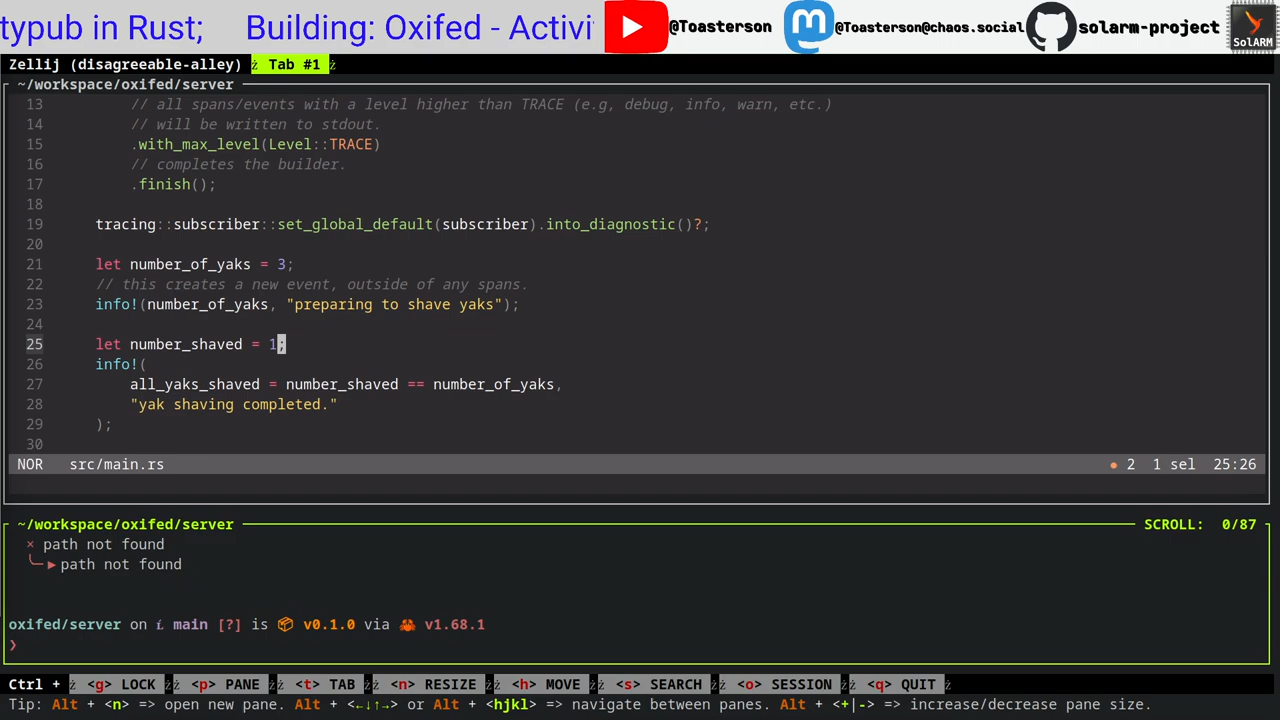 typub in Rust;     Building: Oxifed - Activi
@Toasterson
@Toasterson@chaos.social
solarm-project
SolARM
Zellij (disagreeable-alley)  Tab #1
~/workspace/oxifed/server
13 // all spans/events with a level higher than TRACE (e.g, debug, info, warn, etc.)
14 // will be written to stdout.
15 .with_max_level(Level::TRACE)
16 // completes the builder.
17 .finish();
18
19 tracing::subscriber::set_global_default(subscriber).into_diagnostic()?;
20
21 let number_of_yaks = 3;
22 // this creates a new event, outside of any spans.
23 info!(number_of_yaks, "preparing to shave yaks");
24
25 let number_shaved = 1;
26 info!(
27 all_yaks_shaved = number_shaved == number_of_yaks,
28 "yak shaving completed."
29 );
30
NOR   src/main.rs   ● 2  1 sel  25:26
~/workspace/oxifed/server   SCROLL:  0/87
× path not found
╰─▶ path not found
oxifed/server on main [?] is 📦 v0.1.0 via 🦀 v1.68.1
❯
Ctrl +  <g> LOCK  <p> PANE  <t> TAB  <n> RESIZE  <h> MOVE  <s> SEARCH  <o> SESSION  <q> QUIT
Tip: Alt + <n> => open new pane. Alt + <←↓↑→> or Alt + <hjkl> => navigate between panes. Alt + <+|-> => increase/decrease pane size.